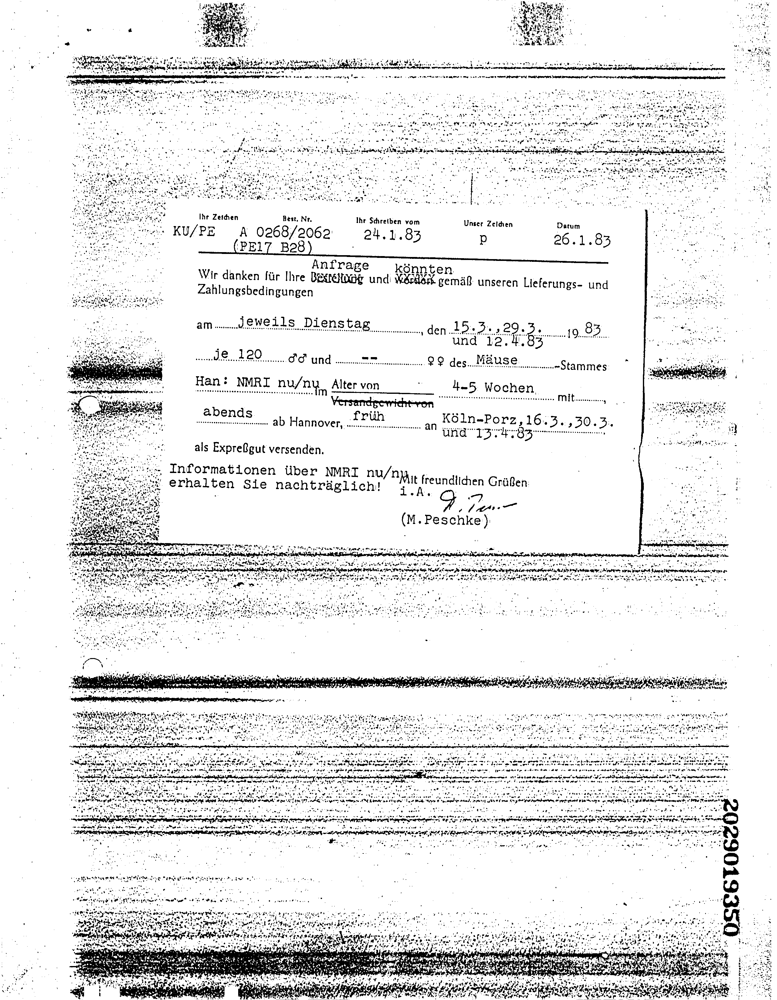 Ihr Zeichen Best. Nr. Ihr Schreiben vom Unser Zeichen Datum
KU/PE A 0268/2062 24.1.83 p 26.1.83
(PE17 B28)
Anfrage könnten
Wir danken für Ihre Bestellung und werden gemäß unseren Lieferungs- und
Zahlungsbedingungen
am jeweils Dienstag, den 15.3.,29.3. 1983
und 12.4.83
je 120 ♂♂ und -- ♀♀ des Mäuse -Stammes
Han: NMRI nu/nu im Alter von 4-5 Wochen mit
Versandgewicht von
abends ab Hannover, früh an Köln-Porz,16.3.,30.3.
und 13.4.83
als Expreßgut versenden.
Informationen über NMRI nu/nu Mit freundlichen Grüßen
erhalten Sie nachträglich! i.A.
(M.Peschke)
2029019350